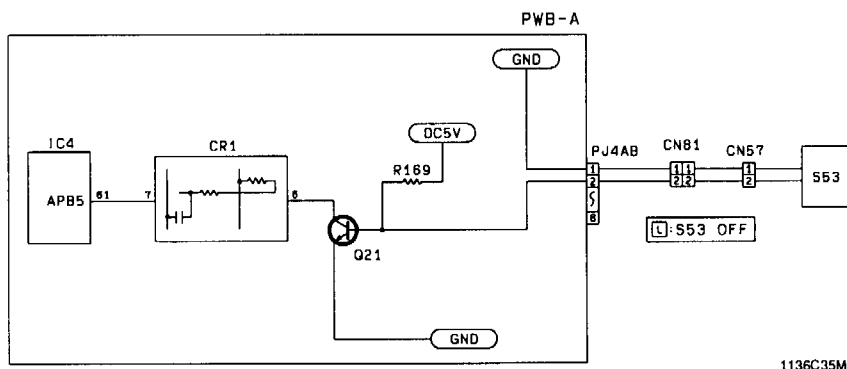 PWB-A
GND
IC4
CR1
DC5V
R169
PJ4AB
CN81
CN57
APB5
61
7
6
1
1
1
1
2
2
2
2
6
S53
Q21
L:S53 OFF
GND
1136C35M